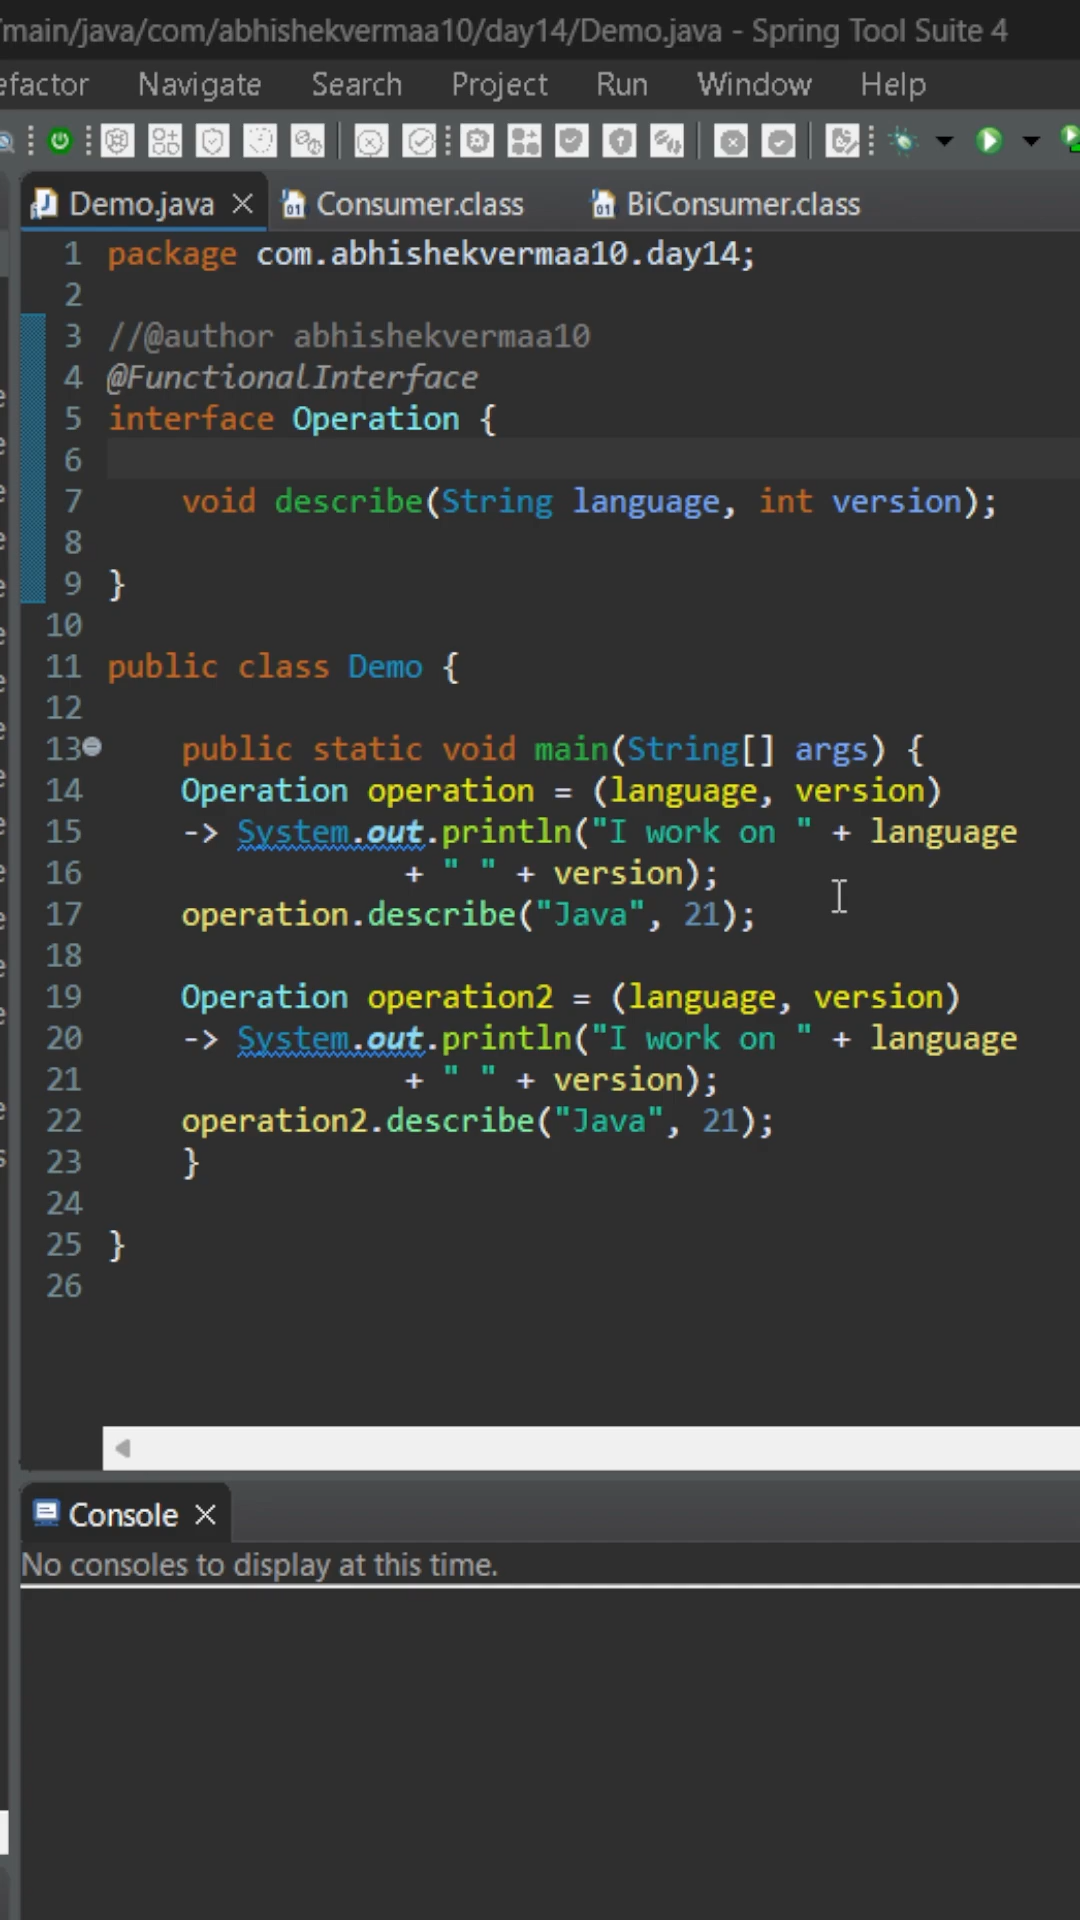 /main/java/com/abhishekvermaa10/day14/Demo.java - Spring Tool Suite 4
efactor Navigate Search Project Run Window Help
Demo.java Consumer.class BiConsumer.class
1 package com.abhishekvermaa10.day14;
2
3 //@author abhishekvermaa10
4 @FunctionalInterface
5 interface Operation {
6
7 void describe(String language, int version);
8
9 }
10
11 public class Demo {
12
13 public static void main(String[] args) {
14 Operation operation = (language, version)
15 -> System.out.println("I work on " + language
16 + " " + version);
17 operation.describe("Java", 21);
18
19 Operation operation2 = (language, version)
20 -> System.out.println("I work on " + language
21 + " " + version);
22 operation2.describe("Java", 21);
23 }
24
25 }
26
Console
No consoles to display at this time.